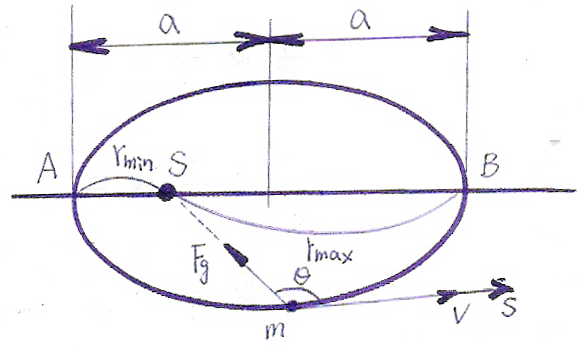 a a
A rmin S B
Fg rmax
θ
m V S